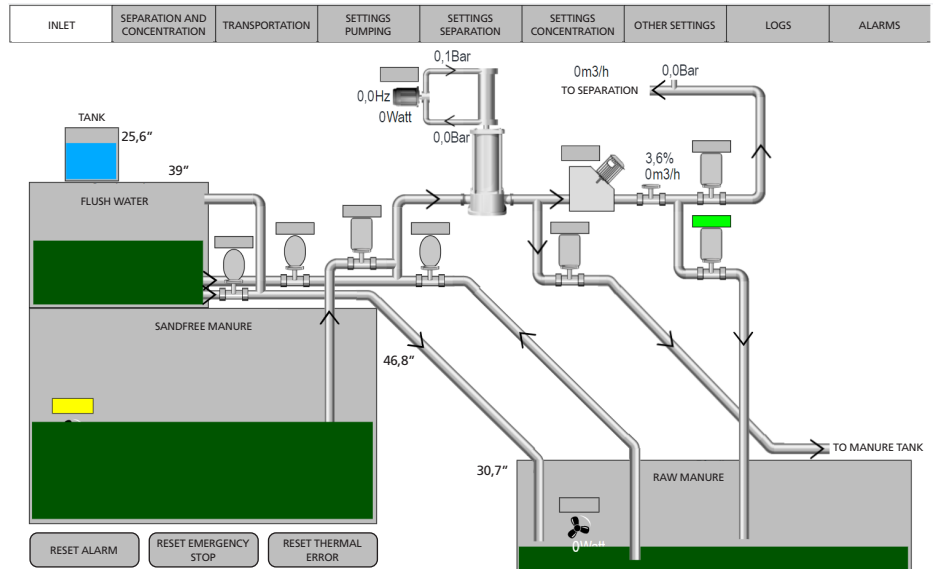 INLET
SEPARATION AND
CONCENTRATION
TRANSPORTATION
SETTINGS
PUMPING
SETTINGS
SEPARATION
SETTINGS
CONCENTRATION
OTHER SETTINGS
LOGS
ALARMS
0,1Bar
0,0Hz
0Watt
0,0Bar
0m3/h
TO SEPARATION
0,0Bar
TANK
25,6"
39"
FLUSH WATER
3,6%
0m3/h
SANDFREE MANURE
46,8"
TO MANURE TANK
30,7"
RAW MANURE
0Watt
RESET ALARM
RESET EMERGENCY
STOP
RESET THERMAL
ERROR